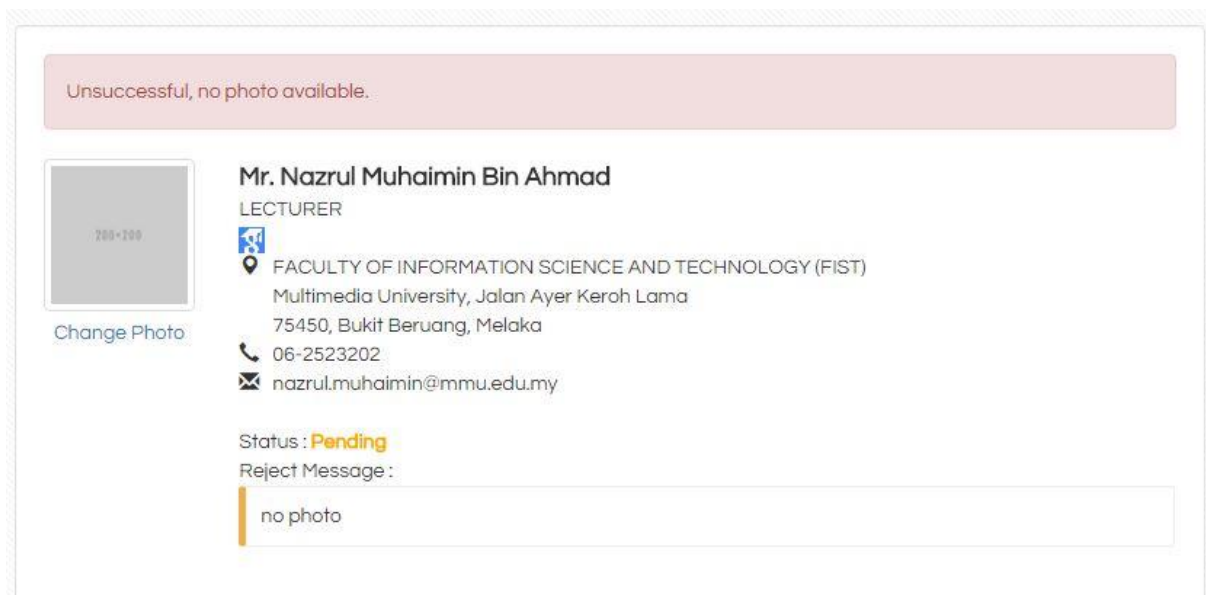 Unsuccessful, no photo available.
200×200
Change Photo
Mr. Nazrul Muhaimin Bin Ahmad
LECTURER
FACULTY OF INFORMATION SCIENCE AND TECHNOLOGY (FIST)
Multimedia University, Jalan Ayer Keroh Lama
75450, Bukit Beruang, Melaka
06-2523202
nazrul.muhaimin@mmu.edu.my
Status : Pending
Reject Message :
no photo